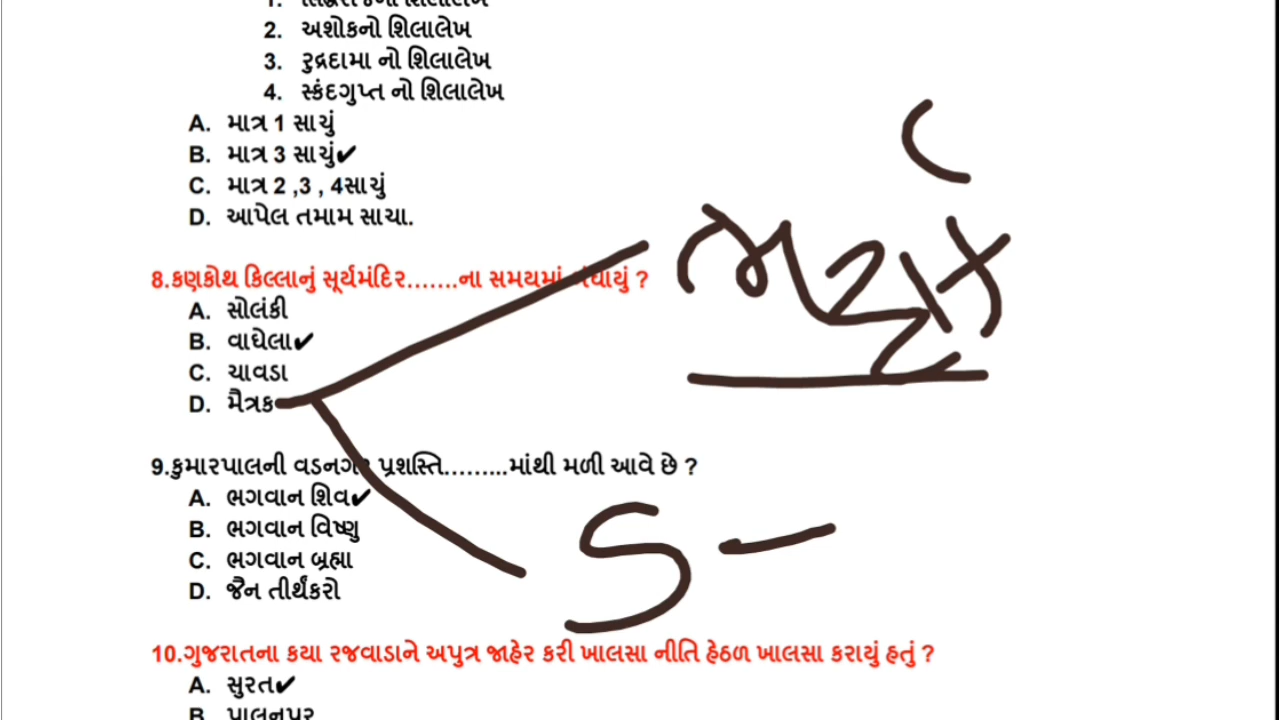 2. અશોકનો શિલાલેખ
3. રુદ્રદામા નો શિલાલેખ
4. સ્કંદગુપ્ત નો શિલાલેખ
A. માત્ર 1 સાચું
B. માત્ર 3 સાચું✔
C. માત્ર 2 ,3 , 4સાચું
D. આપેલ તમામ સાચા.
8.કણકોથ કિલ્લાનું સૂર્યમંદિર.......ના સમયમાં બંધાયું ?
A. સોલંકી
B. વાઘેલા✔
C. ચાવડા
D. મૈત્રક
9.કુમારપાલની વડનગર પ્રશસ્તિ.........માંથી મળી આવે છે ?
A. ભગવાન શિવ✔
B. ભગવાન વિષ્ણુ
C. ભગવાન બ્રહ્મા
D. જૈન તીર્થંકરો
10.ગુજરાતના કયા રજવાડાને અપુત્ર જાહેર કરી ખાલસા નીતિ હેઠળ ખાલસા કરાયું હતું ?
A. સુરત✔
B. પાલનપુર